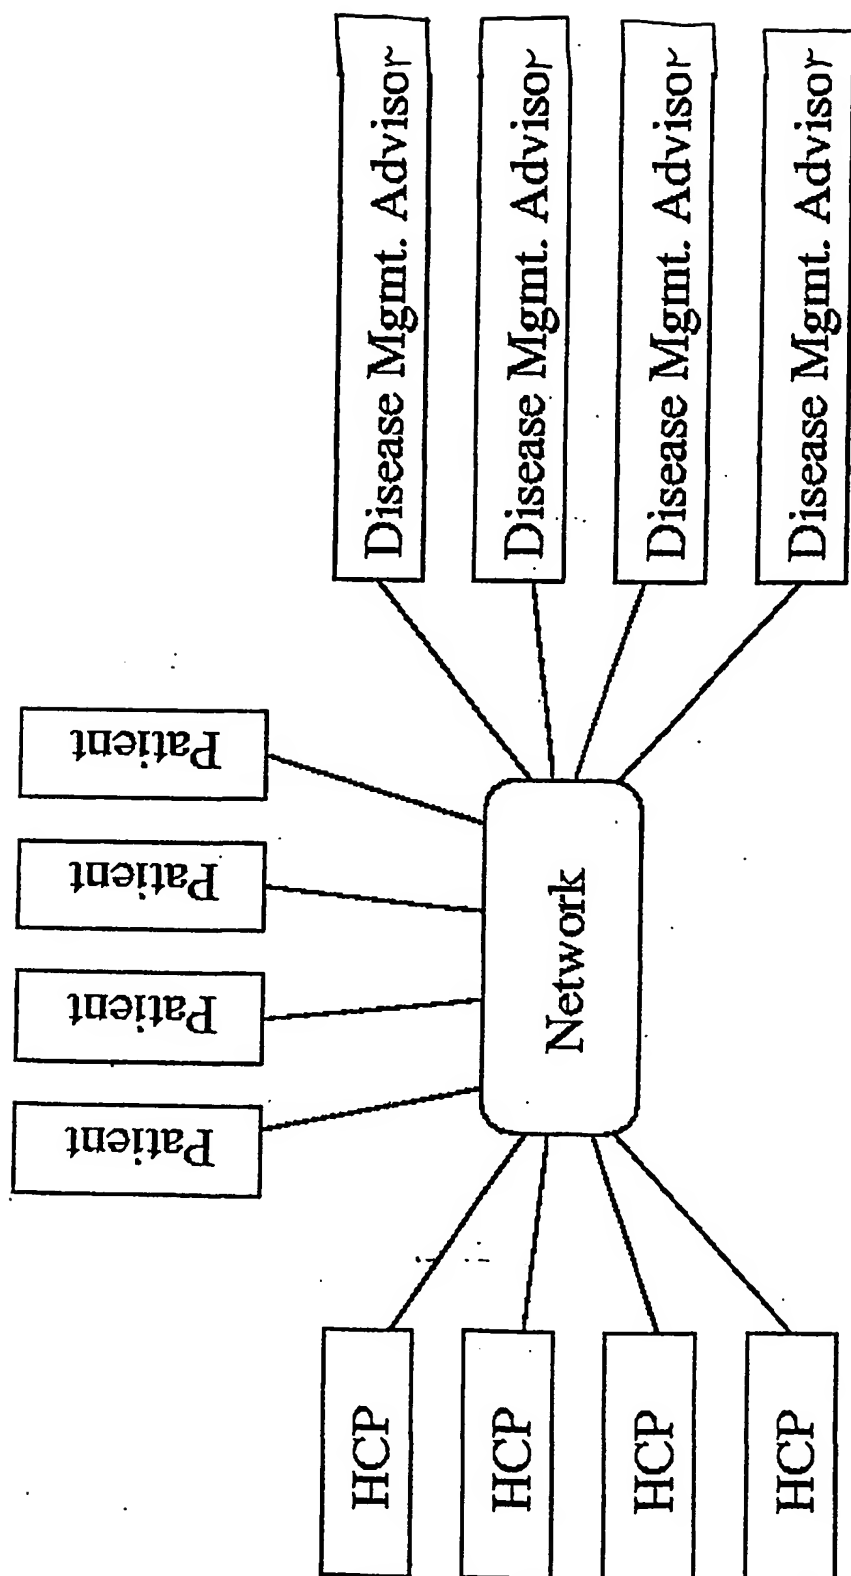 Patient
Patient
Patient
Patient
HCP
HCP
HCP
HCP
Network
Disease Mgmt. Advisor
Disease Mgmt. Advisor
Disease Mgmt. Advisor
Disease Mgmt. Advisor